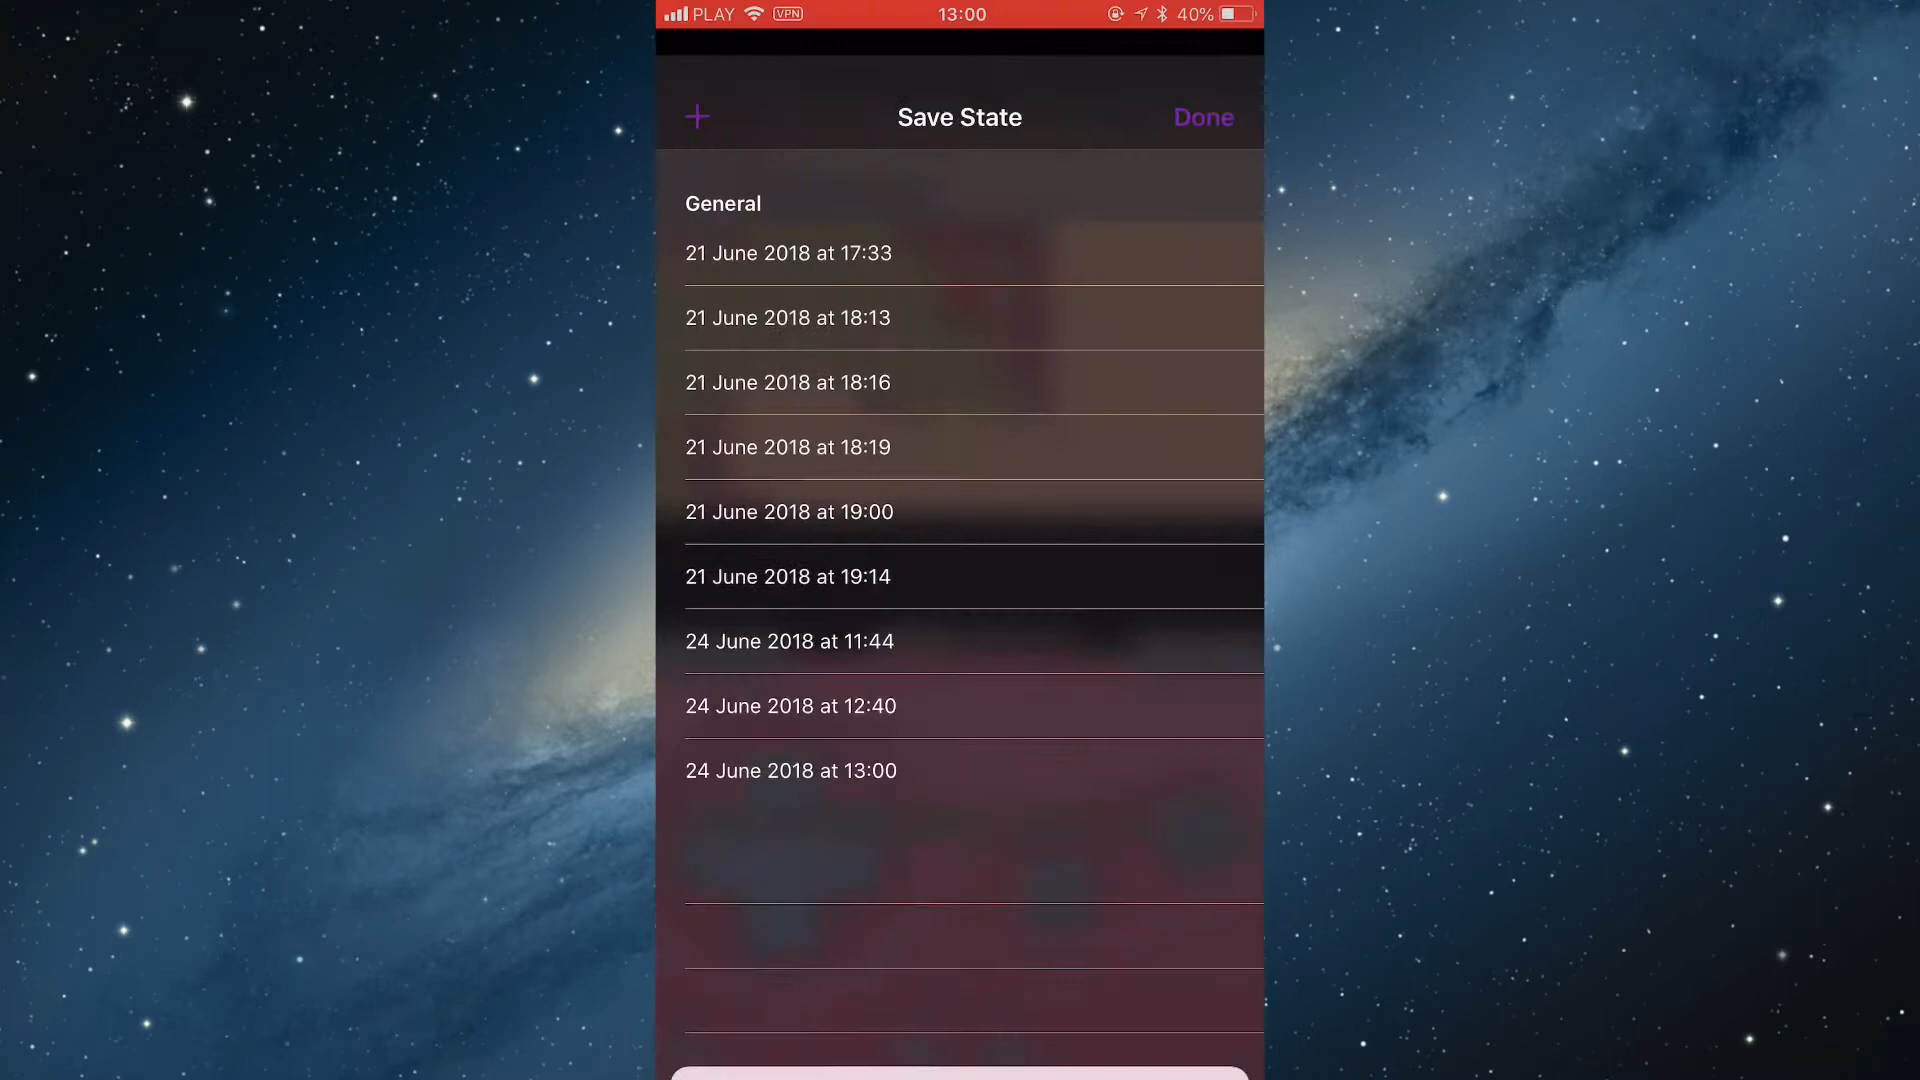 PLAY VPN 13:00 40%
+ Save State Done
General
21 June 2018 at 17:33
21 June 2018 at 18:13
21 June 2018 at 18:16
21 June 2018 at 18:19
21 June 2018 at 19:00
21 June 2018 at 19:14
24 June 2018 at 11:44
24 June 2018 at 12:40
24 June 2018 at 13:00